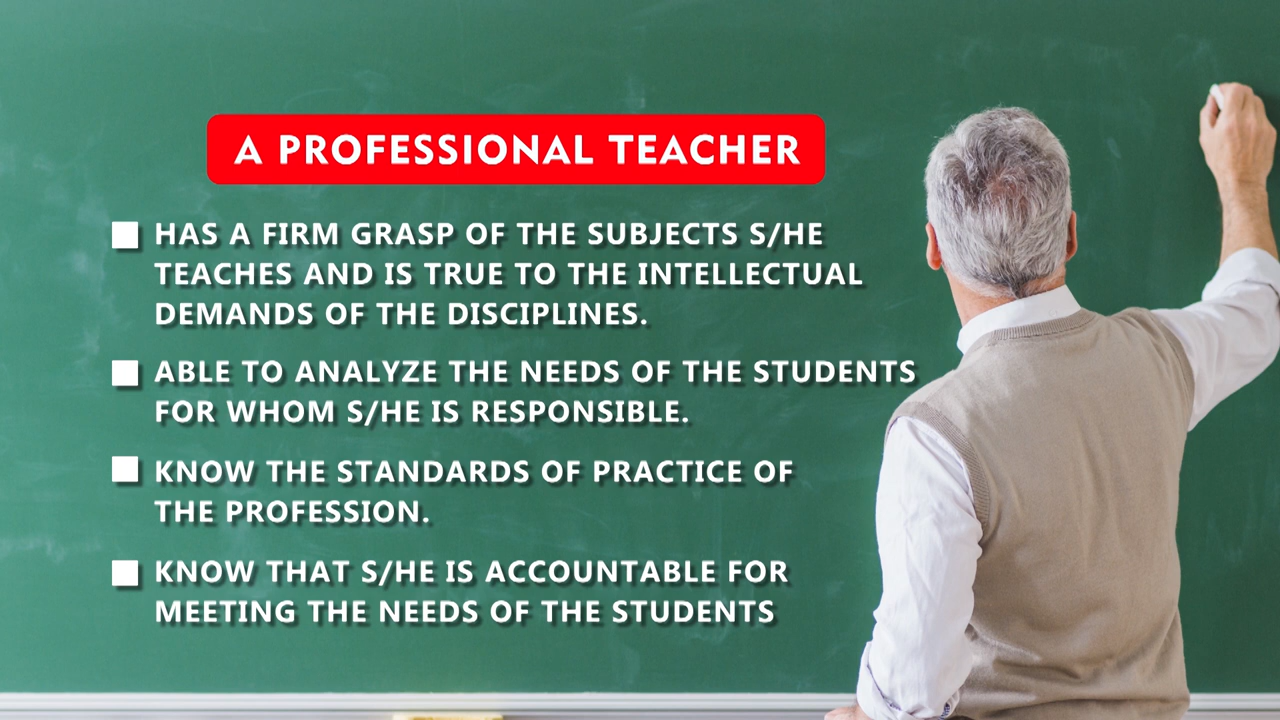 A PROFESSIONAL TEACHER
HAS A FIRM GRASP OF THE SUBJECTS S/HE
TEACHES AND IS TRUE TO THE INTELLECTUAL
DEMANDS OF THE DISCIPLINES.
ABLE TO ANALYZE THE NEEDS OF THE STUDENTS
FOR WHOM S/HE IS RESPONSIBLE.
KNOW THE STANDARDS OF PRACTICE OF
THE PROFESSION.
KNOW THAT S/HE IS ACCOUNTABLE FOR
MEETING THE NEEDS OF THE STUDENTS